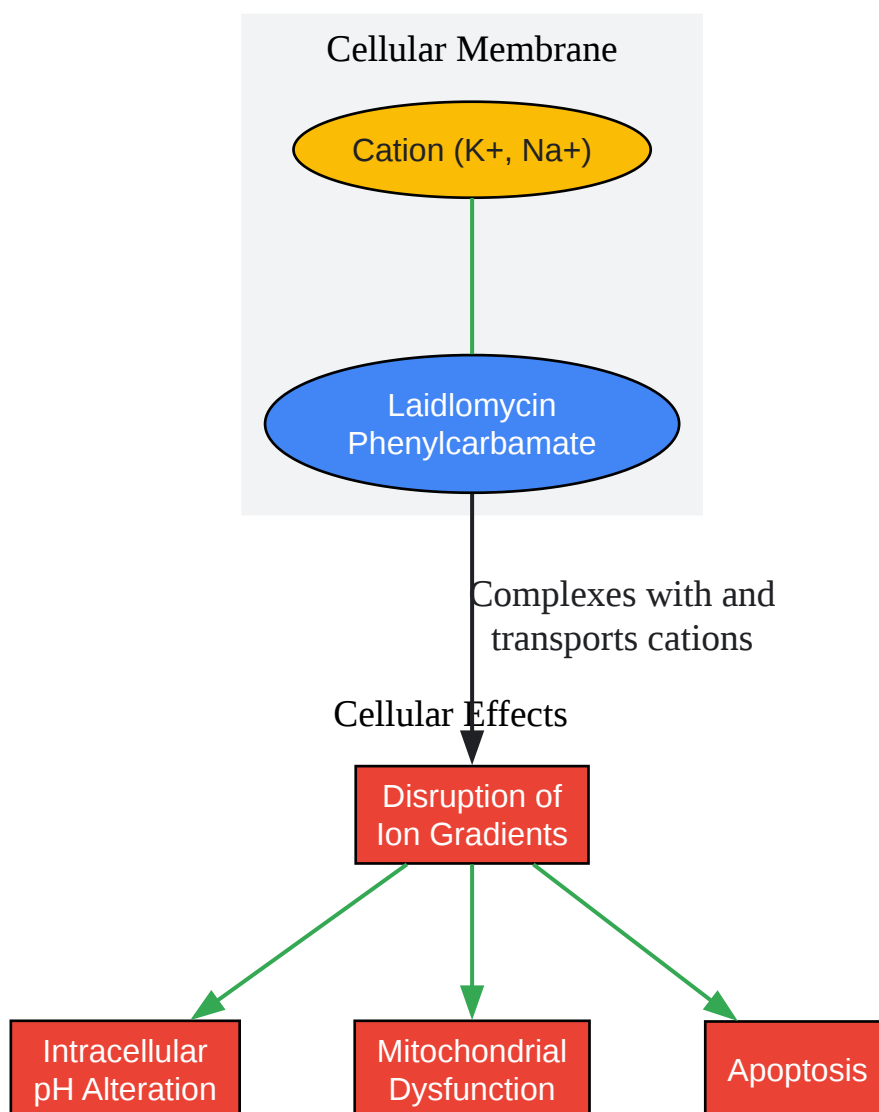 Cellular Membrane
Cation (K+, Na+)
Laidlomycin
Phenylcarbamate
Complexes with and
transports cations
Cellular Effects
Disruption of
Ion Gradients
Intracellular
pH Alteration
Mitochondrial
Dysfunction
Apoptosis